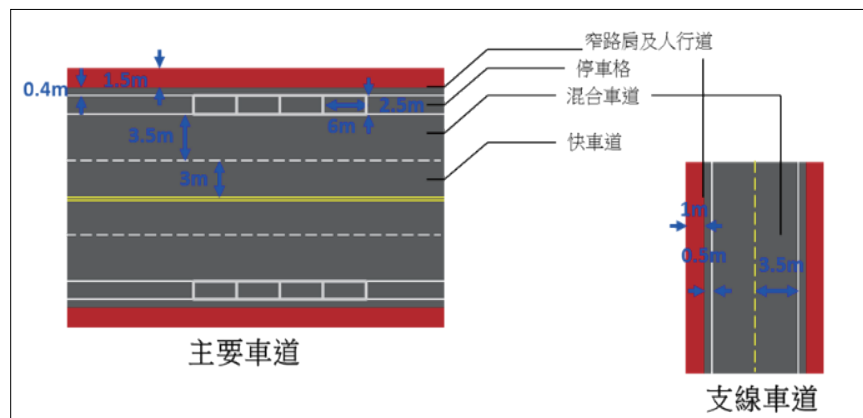 窄路肩及人行道
停車格
混合車道
快車道
1.5m
0.4m
2.5m
6m
3.5m
3m
1m
0.5m
3.5m
主要車道
支線車道